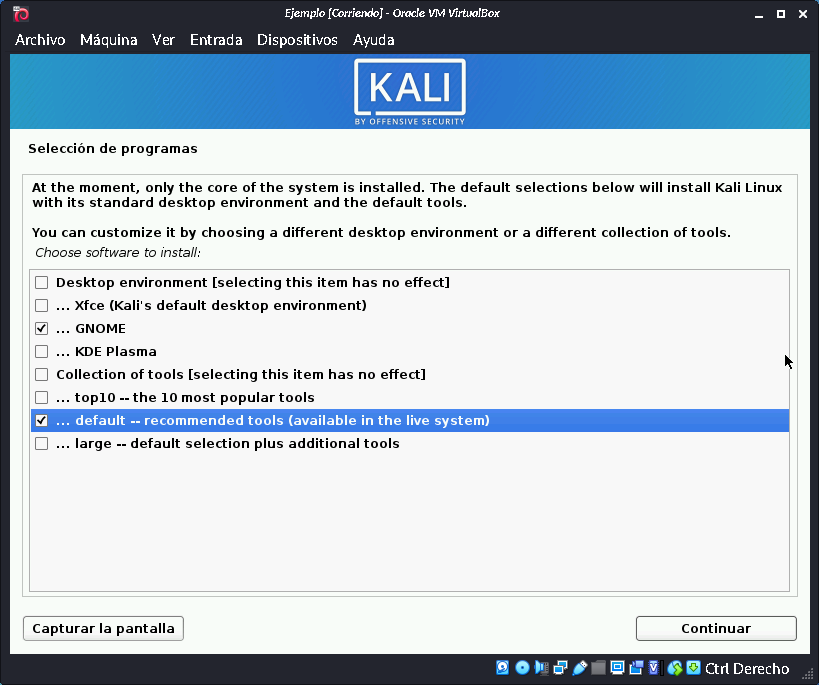 Ejemplo [Corriendo] - Oracle VM VirtualBox
Archivo Máquina Ver Entrada Dispositivos Ayuda
KALI
BY OFFENSIVE SECURITY
Selección de programas
At the moment, only the core of the system is installed. The default selections below will install Kali Linux
with its standard desktop environment and the default tools.
You can customize it by choosing a different desktop environment or a different collection of tools.
Choose software to install:
Desktop environment [selecting this item has no effect]
... Xfce (Kali's default desktop environment)
... GNOME
... KDE Plasma
Collection of tools [selecting this item has no effect]
... top10 -- the 10 most popular tools
... default -- recommended tools (available in the live system)
... large -- default selection plus additional tools
Capturar la pantalla
Continuar
Ctrl Derecho